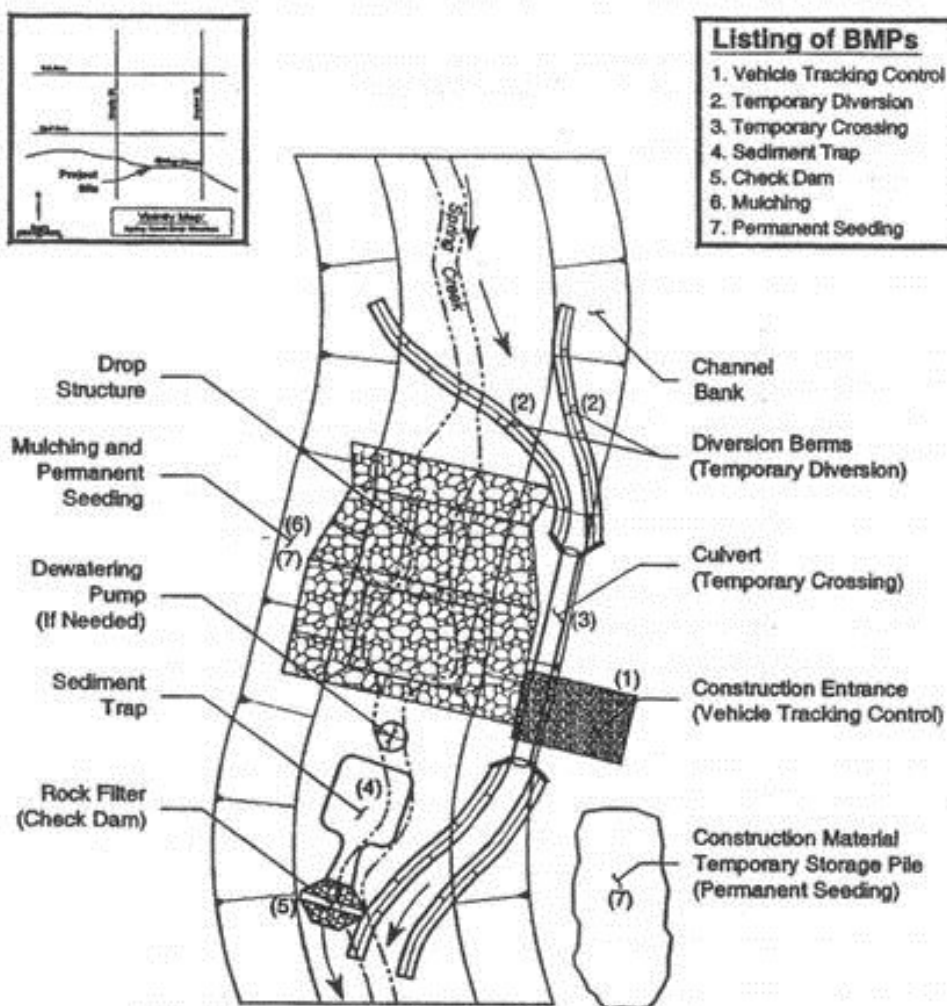 Listing of BMPs
1. Vehicle Tracking Control
2. Temporary Diversion
3. Temporary Crossing
4. Sediment Trap
5. Check Dam
6. Mulching
7. Permanent Seeding
Project
Site
Vicinity Map:
Spring Creek
Drop
Structure
Mulching and
Permanent
Seeding
Dewatering
Pump
(If Needed)
Sediment
Trap
Rock Filter
(Check Dam)
(2)
(2)
(6)
(7)
(3)
(1)
(4)
(5)
(7)
Channel
Bank
Diversion Berms
(Temporary Diversion)
Culvert
(Temporary Crossing)
Construction Entrance
(Vehicle Tracking Control)
Construction Material
Temporary Storage Pile
(Permanent Seeding)